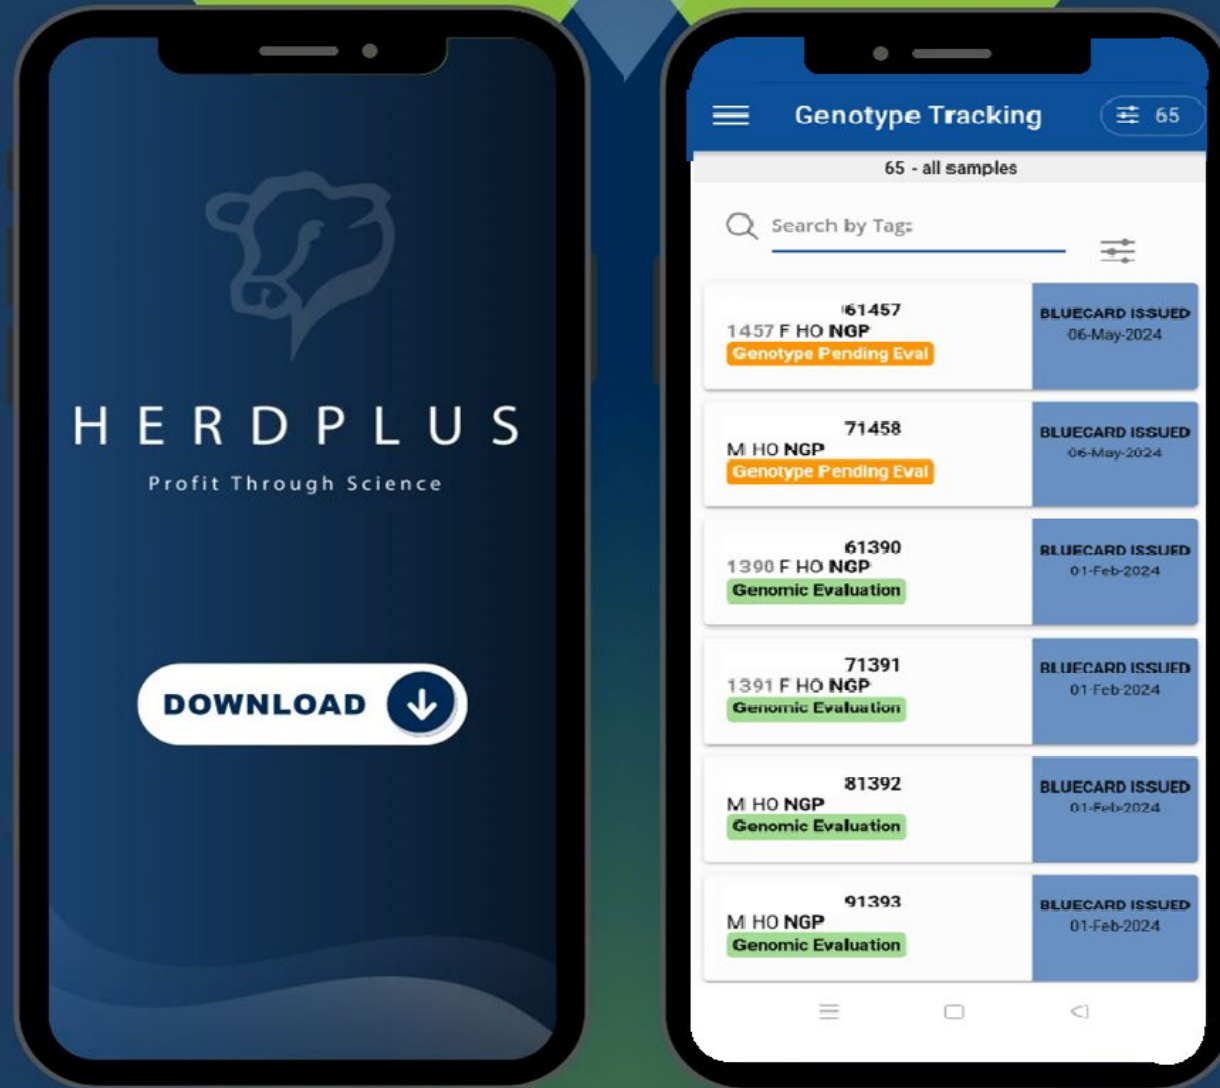 HERDPLUS
Profit Through Science
DOWNLOAD
Genotype Tracking
65
65 - all samples
Search by Tag:
61457
1457 F HO NGP
Genotype Pending Eval
BLUECARD ISSUED
06-May-2024
71458
M HO NGP
Genotype Pending Eval
BLUECARD ISSUED
06-May-2024
61390
1390 F HO NGP
Genomic Evaluation
BLUECARD ISSUED
01-Feb-2024
71391
1391 F HO NGP
Genomic Evaluation
BLUECARD ISSUED
01-Feb-2024
81392
M HO NGP
Genomic Evaluation
BLUECARD ISSUED
01-Feb-2024
91393
M HO NGP
Genomic Evaluation
BLUECARD ISSUED
01-Feb-2024